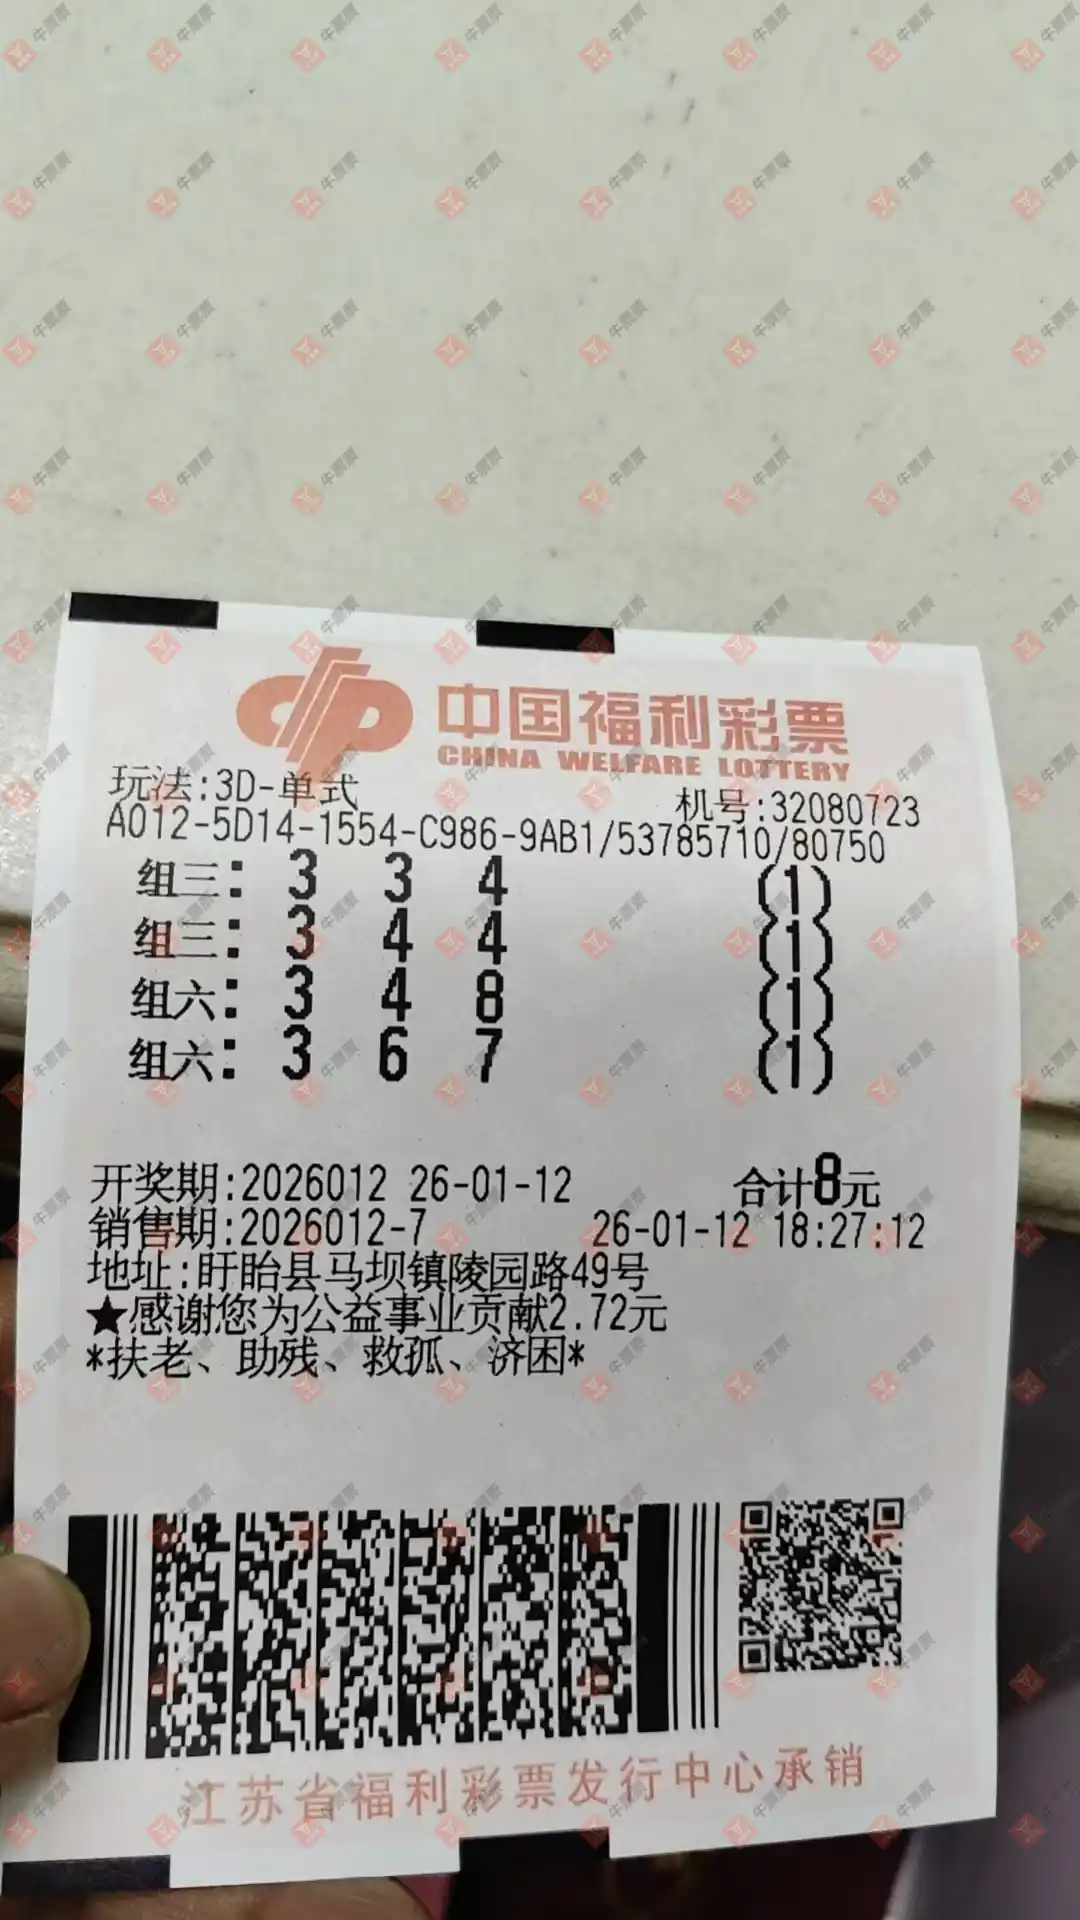 中国福利彩票
CHINA WELFARE LOTTERY
玩法:3D-单式
机号:32080723
A012-5D14-1554-C986-9AB1/53785710/80750
组三: 3 3 4 (1)
组三: 3 4 4 (1)
组六: 3 4 8 (1)
组六: 3 6 7 (1)
开奖期:2026012 26-01-12 合计8元
销售期:2026012-7 26-01-12 18:27:12
地址:盱眙县马坝镇陵园路49号
★感谢您为公益事业贡献2.72元
*扶老、助残、救孤、济困*
江苏省福利彩票发行中心承销
牛票票